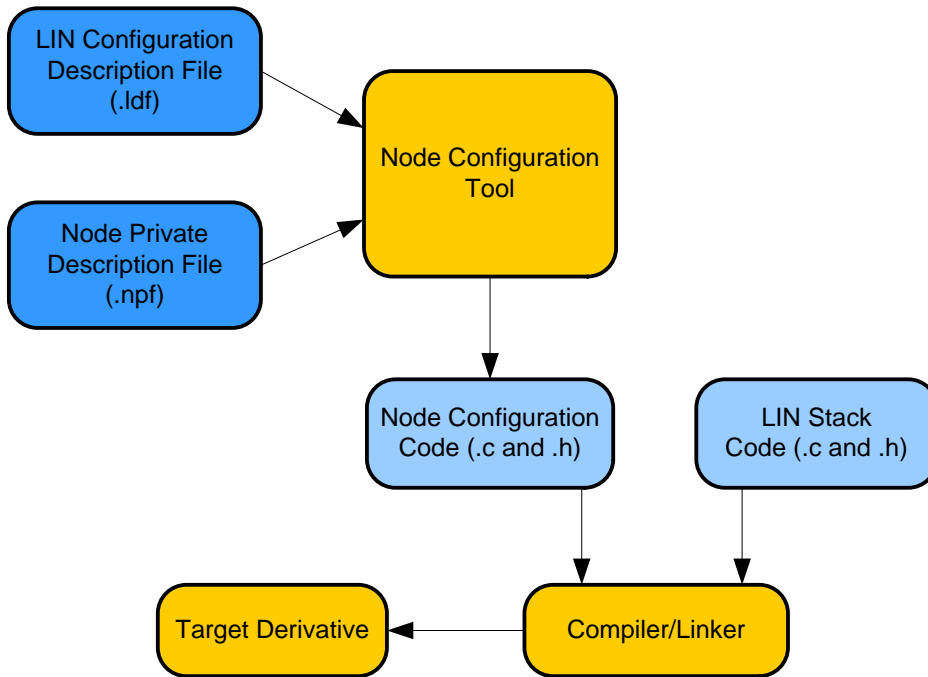 LIN Configuration
Description File
(.ldf)
Node Configuration
Tool
Node Private
Description File
(.npf)
Node Configuration
Code (.c and .h)
LIN Stack
Code (.c and .h)
Target Derivative
Compiler/Linker